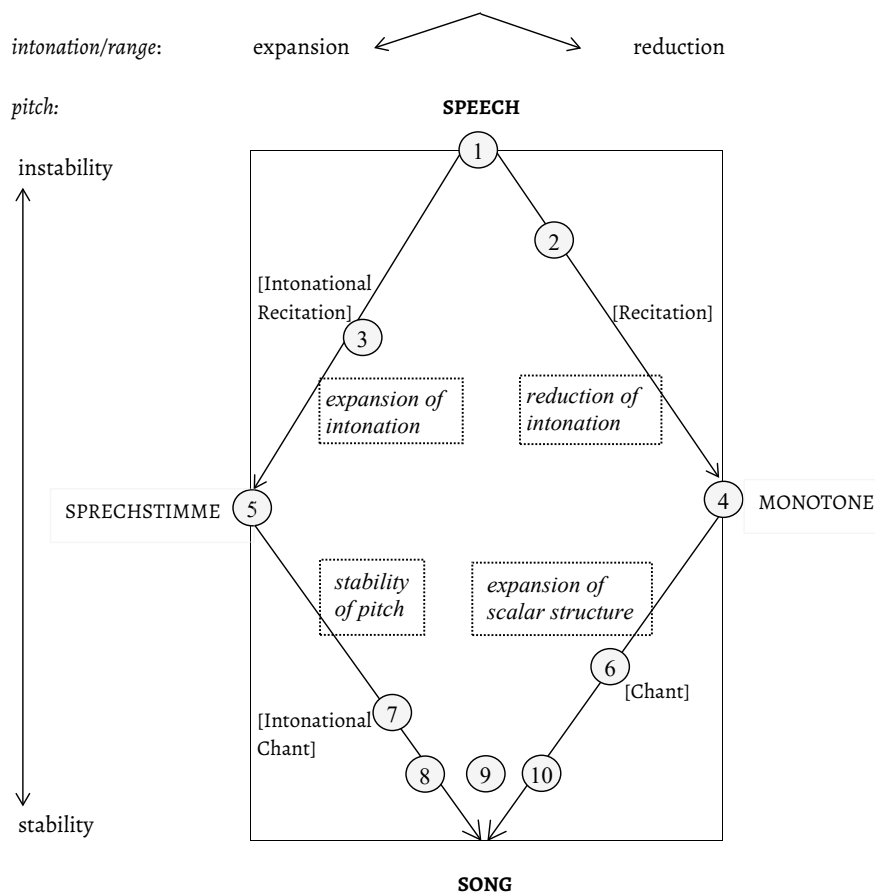 intonation/range: expansion reduction
pitch: SPEECH
instability
1
2
[Intonational
Recitation]
[Recitation]
3
expansion of
intonation
reduction of
intonation
SPRECHSTIMME 5
4 MONOTONE
stability
of pitch
expansion of
scalar structure
6
[Chant]
7
[Intonational
Chant]
8 9 10
stability
SONG